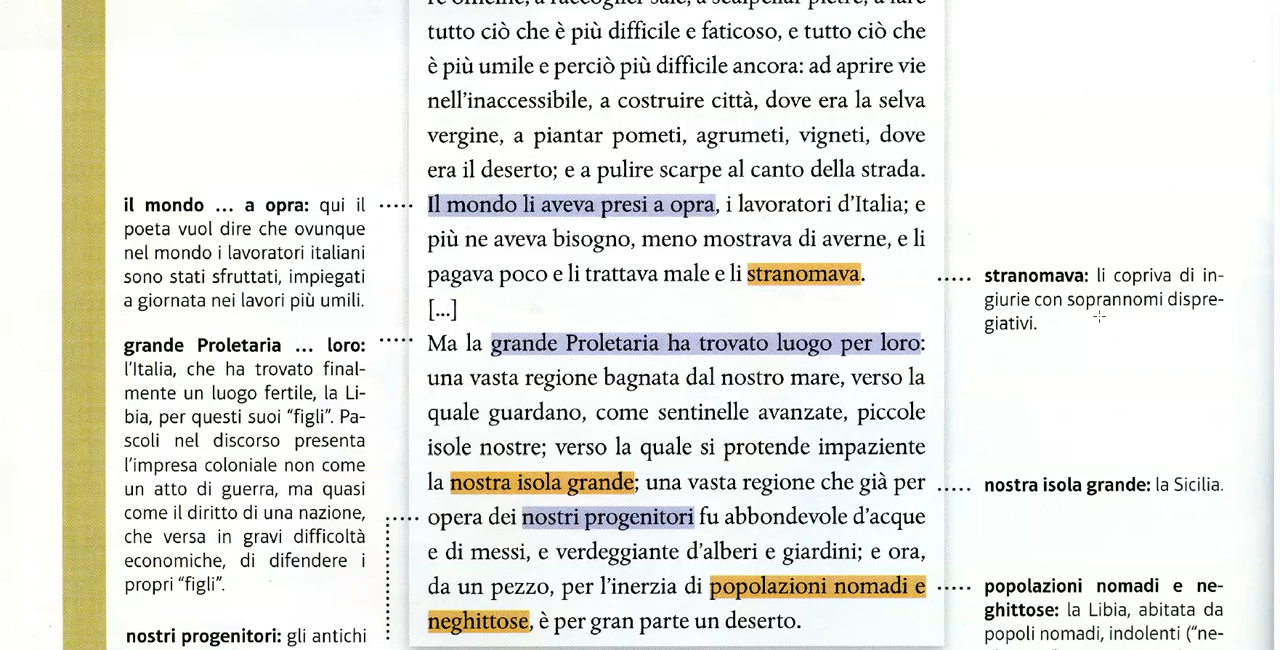 re officine, a raccoglier sale, a scalpellar pietre, a fare
tutto ciò che è più difficile e faticoso, e tutto ciò che
è più umile e perciò più difficile ancora: ad aprire vie
nell'inaccessibile, a costruire città, dove era la selva
vergine, a piantar pometi, agrumeti, vigneti, dove
era il deserto; e a pulire scarpe al canto della strada.
Il mondo li aveva presi a opra, i lavoratori d'Italia; e
più ne aveva bisogno, meno mostrava di averne, e li
pagava poco e li trattava male e li stranomava.
[...]
Ma la grande Proletaria ha trovato luogo per loro:
una vasta regione bagnata dal nostro mare, verso la
quale guardano, come sentinelle avanzate, piccole
isole nostre; verso la quale si protende impaziente
la nostra isola grande; una vasta regione che già per
opera dei nostri progenitori fu abbondevole d'acque
e di messi, e verdeggiante d'alberi e giardini; e ora,
da un pezzo, per l'inerzia di popolazioni nomadi e
neghittose, è per gran parte un deserto.
il mondo ... a opra: qui il
poeta vuol dire che ovunque
nel mondo i lavoratori italiani
sono stati sfruttati, impiegati
a giornata nei lavori più umili.
grande Proletaria ... loro:
l'Italia, che ha trovato final-
mente un luogo fertile, la Li-
bia, per questi suoi "figli". Pa-
scoli nel discorso presenta
l'impresa coloniale non come
un atto di guerra, ma quasi
come il diritto di una nazione,
che versa in gravi difficoltà
economiche, di difendere i
propri "figli".
nostri progenitori: gli antichi
stranomava: li copriva di in-
giurie con soprannomi dispre-
giativi.
nostra isola grande: la Sicilia.
popolazioni nomadi e ne-
ghittose: la Libia, abitata da
popoli nomadi, indolenti ("ne-